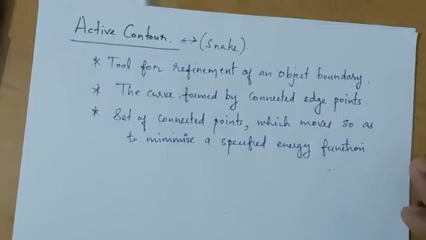 Active Contour. ↔ (Snake)
* Tool for refinement of an object boundary.
* The curve formed by connected edge points.
* Set of connected points, which moves so as
to minimise a specified energy function